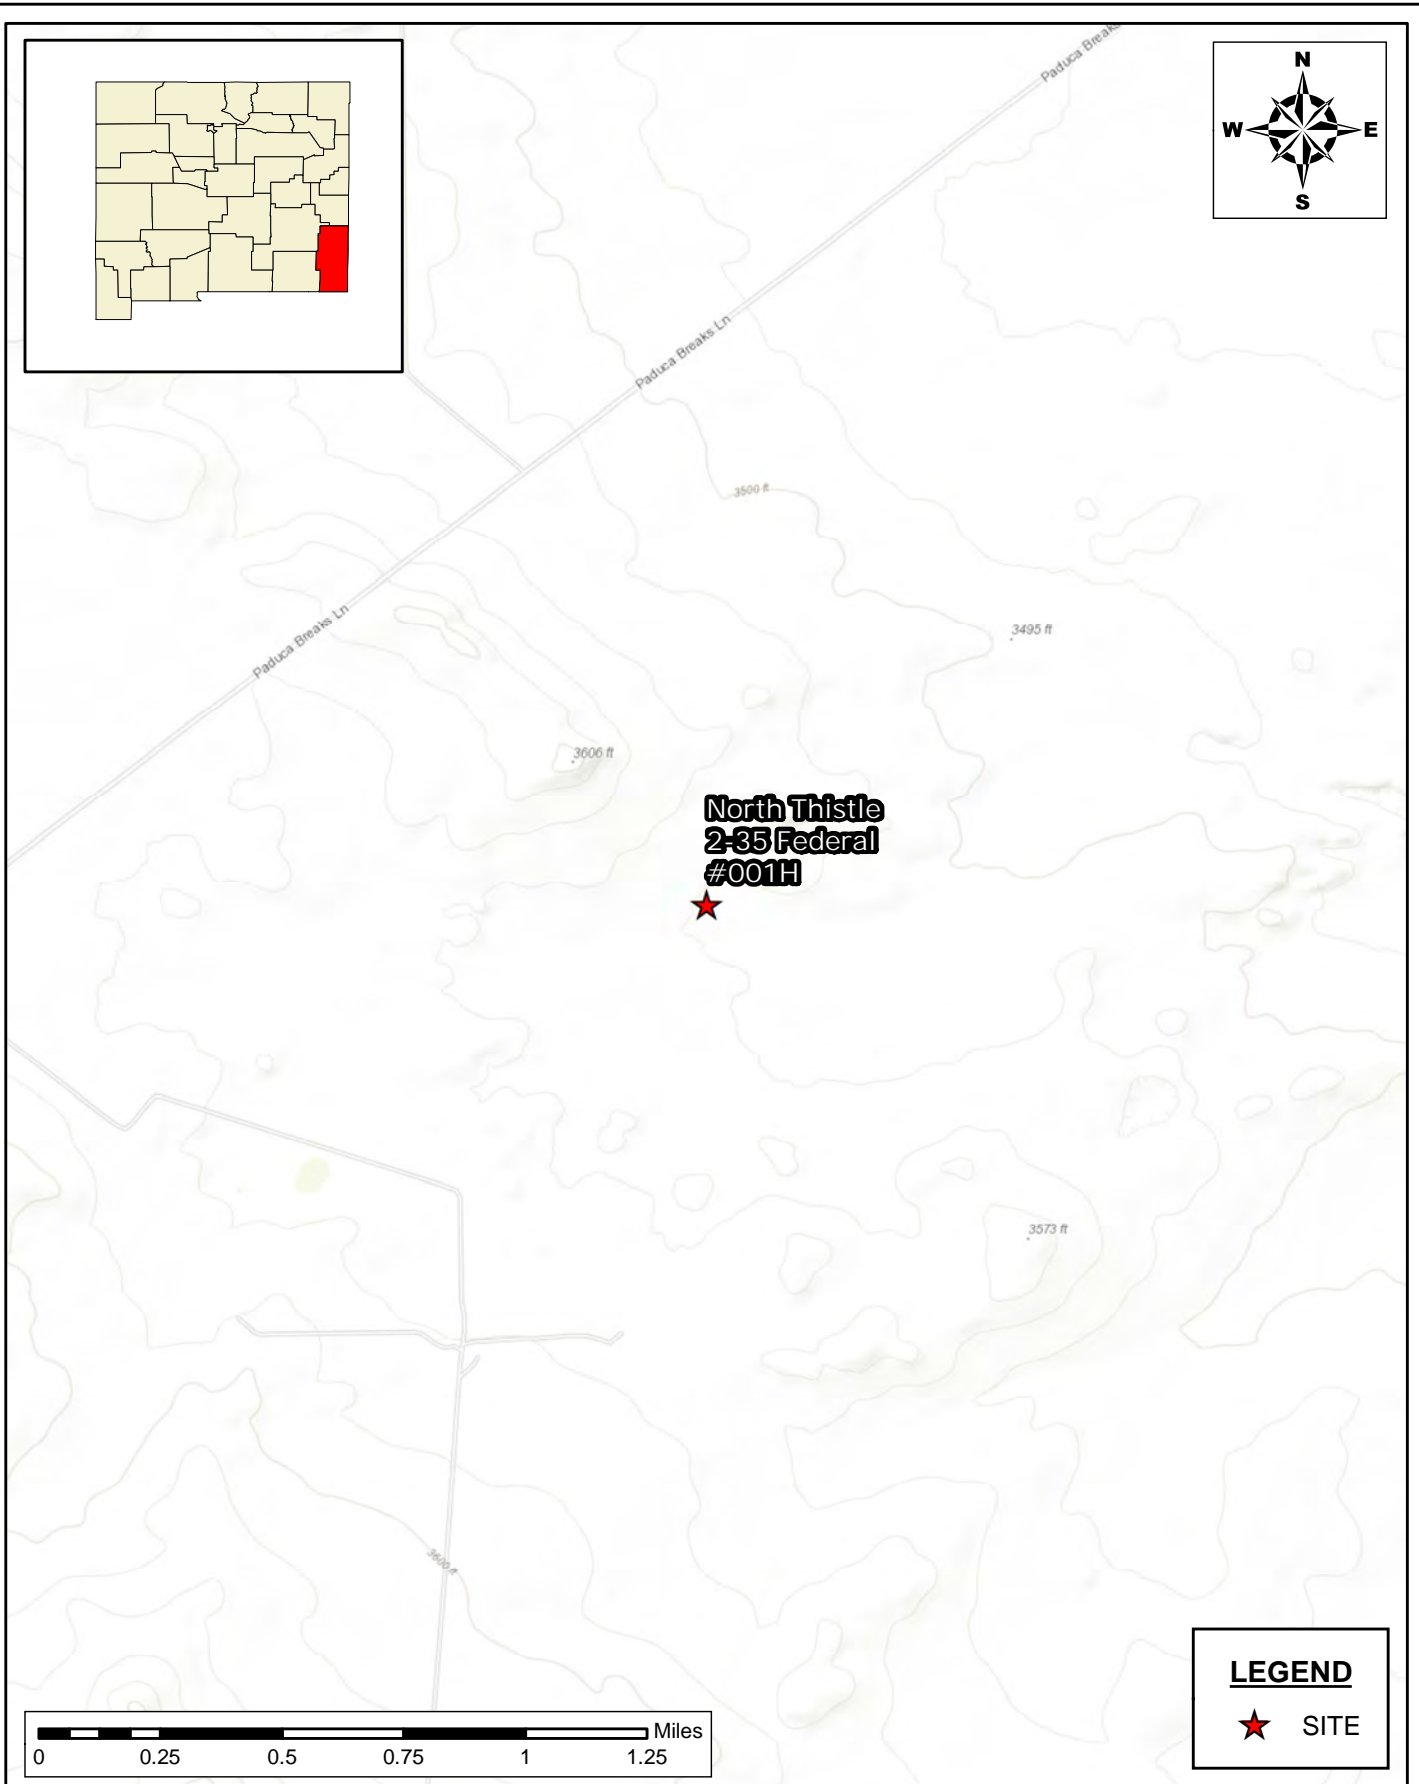 N
W
E
S
Paduca Breaks
Paduca Breaks Ln
3500 ft
Paduca Breaks Ln
3495 ft
3606 ft
North Thistle
2-35 Federal
#001H
3573 ft
3600 ft
LEGEND
SITE
Miles
0 0.25 0.5 0.75 1 1.25